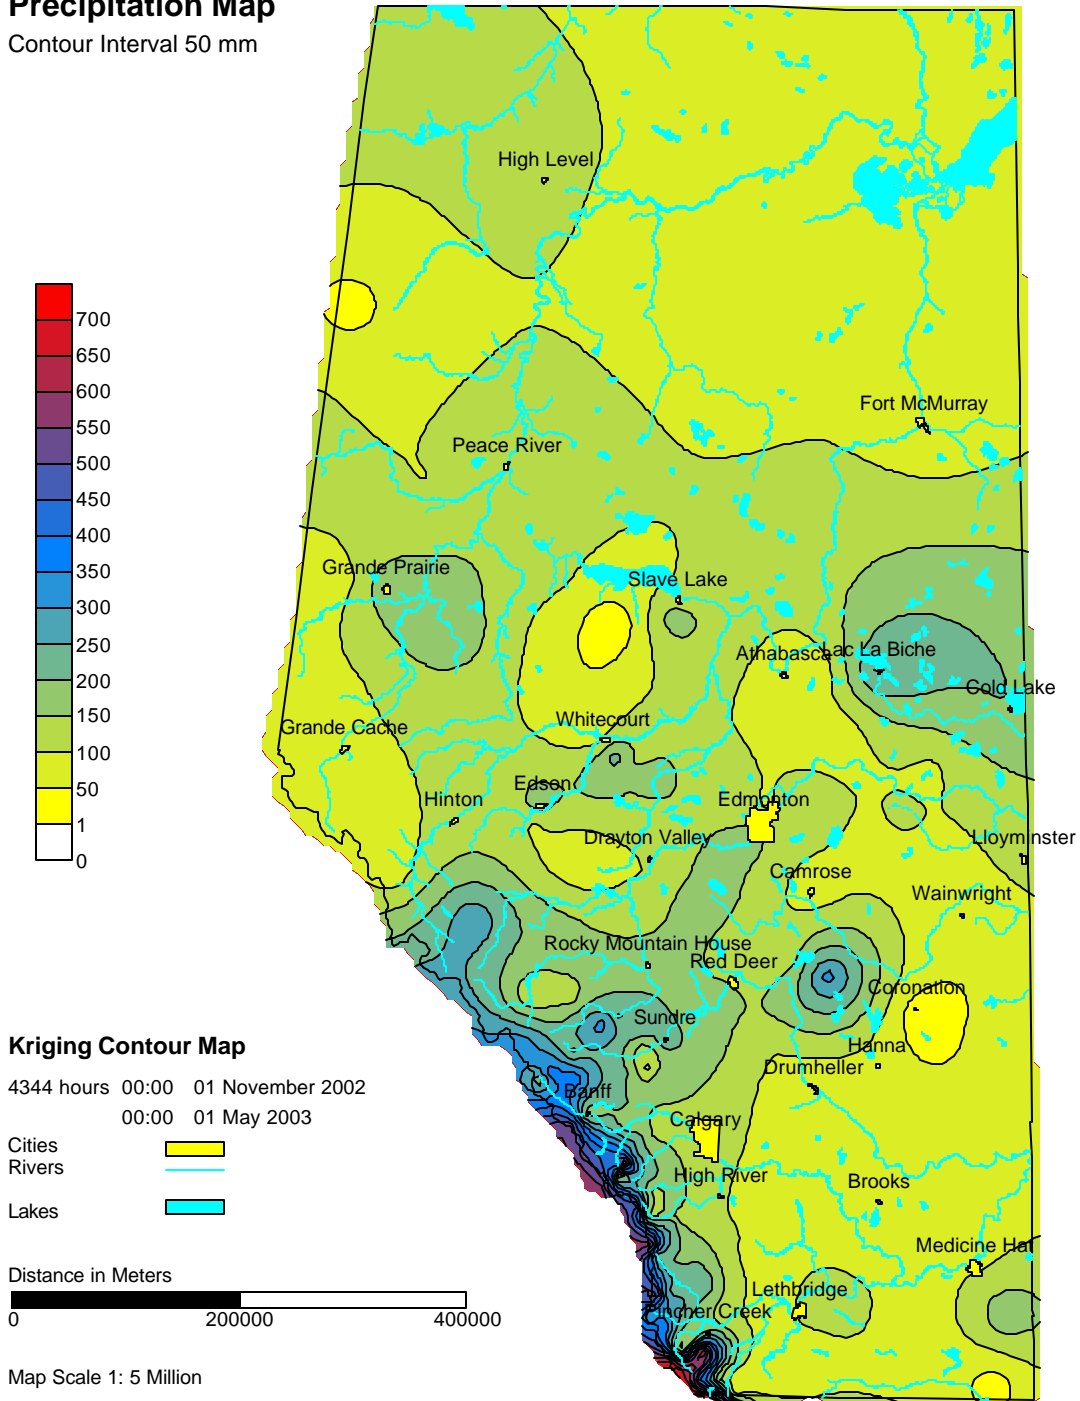 Precipitation Map
Contour Interval 50 mm
High Level
700
650
600
550
500
450
400
350
300
250
200
150
100
50
1
0
Fort McMurray
Peace River
Grande Prairie
Slave Lake
Athabasca
Lac La Biche
Cold Lake
Grande Cache
Whitecourt
Edson
Hinton
Edmonton
Drayton Valley
Lloyminster
Camrose
Wainwright
Rocky Mountain House
Red Deer
Coronation
Sundre
Hanna
Drumheller
Banff
Calgary
High River
Brooks
Medicine Hat
Lethbridge
Pincher Creek
Kriging Contour Map
4344 hours 00:00 01 November 2002
00:00 01 May 2003
Cities
Rivers
Lakes
Distance in Meters
0 200000 400000
Map Scale 1: 5 Million